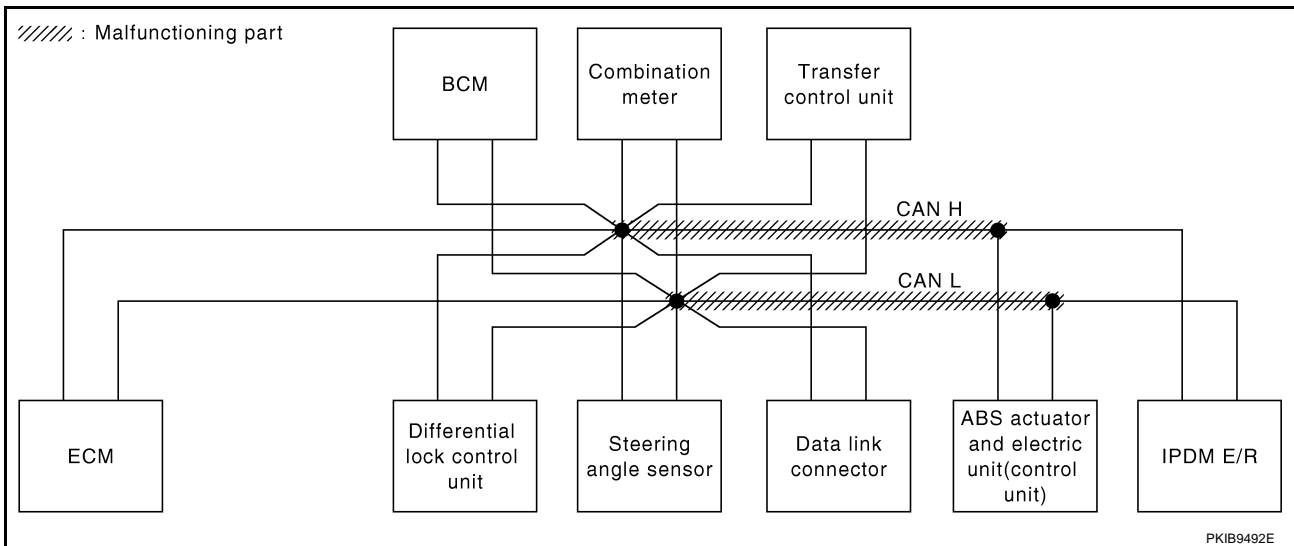 : Malfunctioning part
BCM
Combination
meter
Transfer
control unit
CAN H
CAN L
ECM
Differential
lock control
unit
Steering
angle sensor
Data link
connector
ABS actuator
and electric
unit(control
unit)
IPDM E/R
PKIB9492E